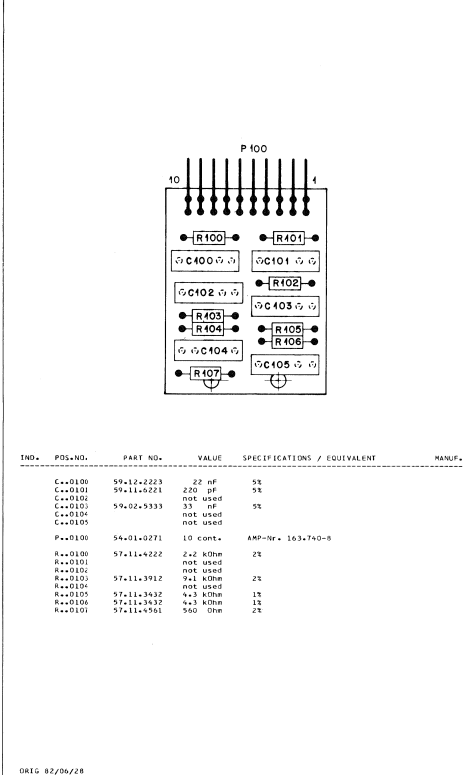 P 100
10 1
R100 R101
C100 C101
R102
C102 C103
R103
R104 R105
R106
C104
C105
R107
IND. POS.NO. PART NO. VALUE SPECIFICATIONS / EQUIVALENT MANUF.
C..0100 59.12.2223 22 nF 5%
C..0101 59.11.6221 220 pF 5%
C..0102 not used
C..0103 59.02.5333 33 nF 5%
C..0104 not used
C..0105 not used
P..0100 54.01.0271 10 cont. AMP-Nr. 163.740-8
R..0100 57.11.4222 2.2 kOhm 2%
R..0101 not used
R..0102 not used
R..0103 57.11.3912 9.1 kOhm 2%
R..0104 not used
R..0105 57.11.3432 4.3 kOhm 1%
R..0106 57.11.3432 4.3 kOhm 1%
R..0107 57.11.4561 560 Ohm 2%
ORIG 82/06/28